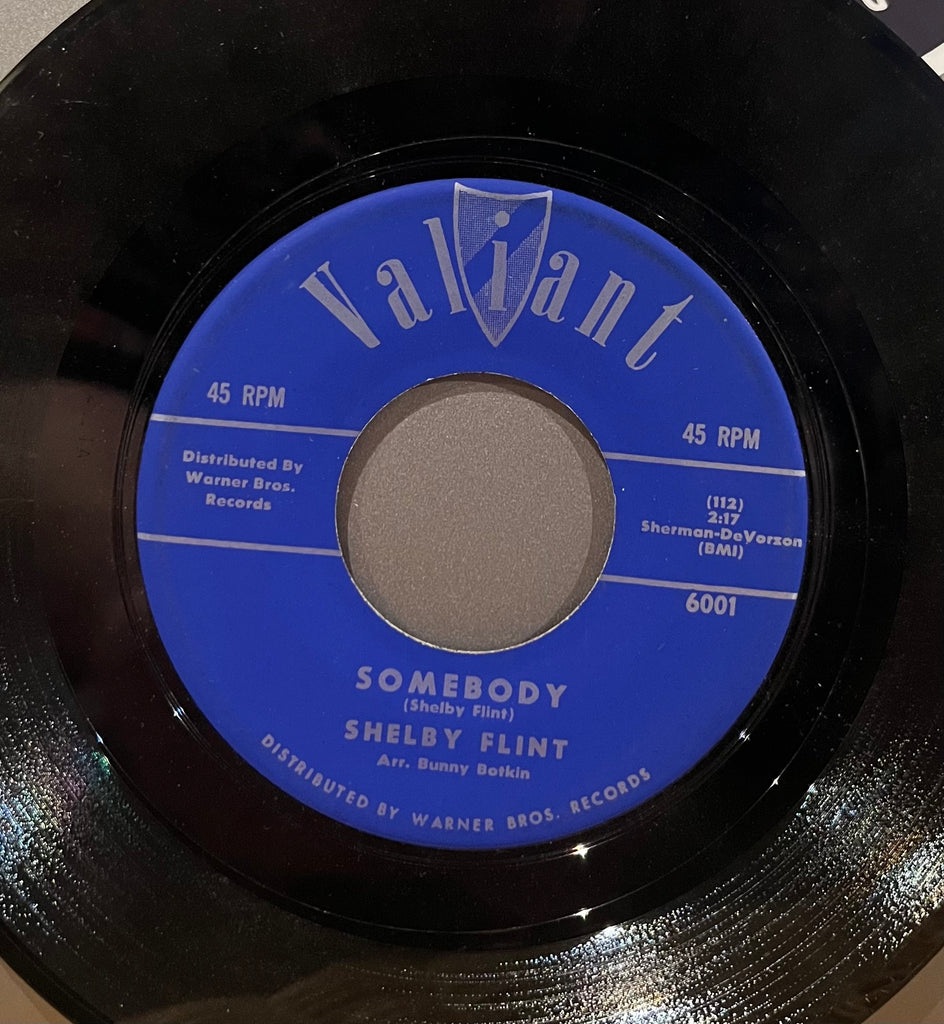 Valiant
45 RPM
Distributed By
Warner Bros.
Records
45 RPM
(112)
2:17
Sherman-DeVorzon
(BMI)
6001
SOMEBODY
(Shelby Flint)
SHELBY FLINT
Arr. Bunny Botkin
DISTRIBUTED BY WARNER BROS. RECORDS